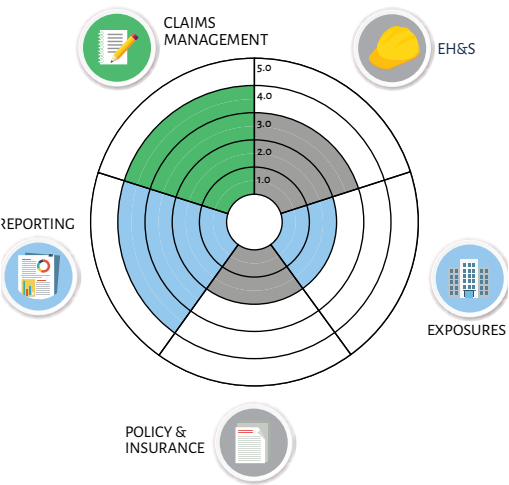 CLAIMS
MANAGEMENT
EH&S
5.0
4.0
3.0
2.0
1.0
REPORTING
EXPOSURES
POLICY &
INSURANCE